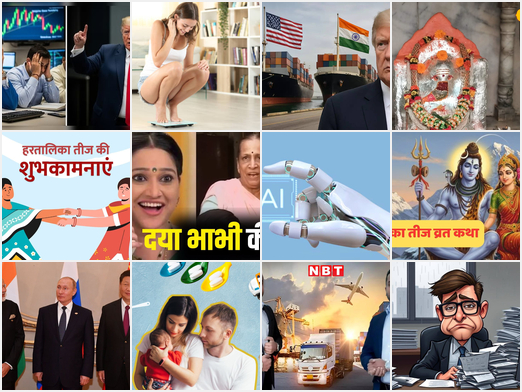 हरतालिका तीज की
शुभकामनाएं
दया भाभी की
AI
का तीज व्रत कथा
NBT